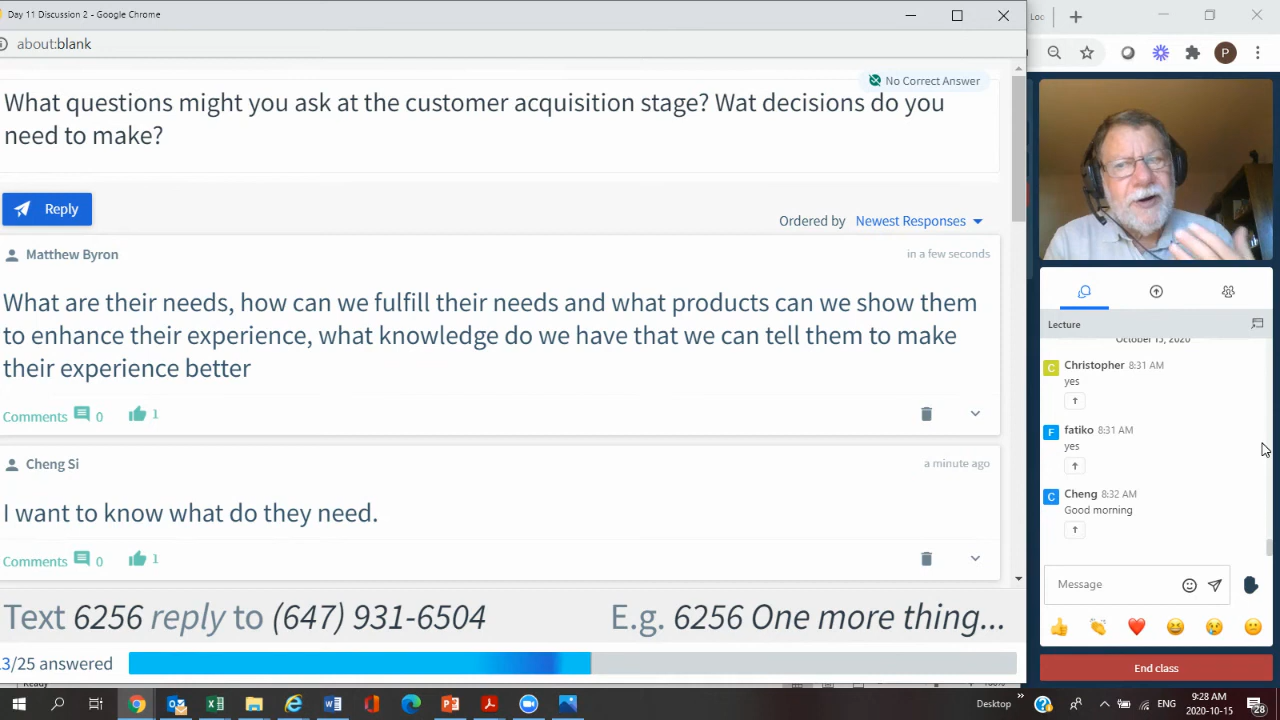 Day 11 Discussion 2 - Google Chrome
about:blank
No Correct Answer
What questions might you ask at the customer acquisition stage? Wat decisions do you
need to make?
Reply
Ordered by Newest Responses
Matthew Byron
in a few seconds
What are their needs, how can we fulfill their needs and what products can we show them
to enhance their experience, what knowledge do we have that we can tell them to make
their experience better
Comments 0 1
Cheng Si
a minute ago
I want to know what do they need.
Comments 0 1
Text 6256 reply to (647) 931-6504
E.g. 6256 One more thing...
3/25 answered
P
Lecture
October 15, 2020
C Christopher 8:31 AM
yes
F fatiko 8:31 AM
yes
C Cheng 8:32 AM
Good morning
Message
End class
Desktop
9:28 AM
2020-10-15
28